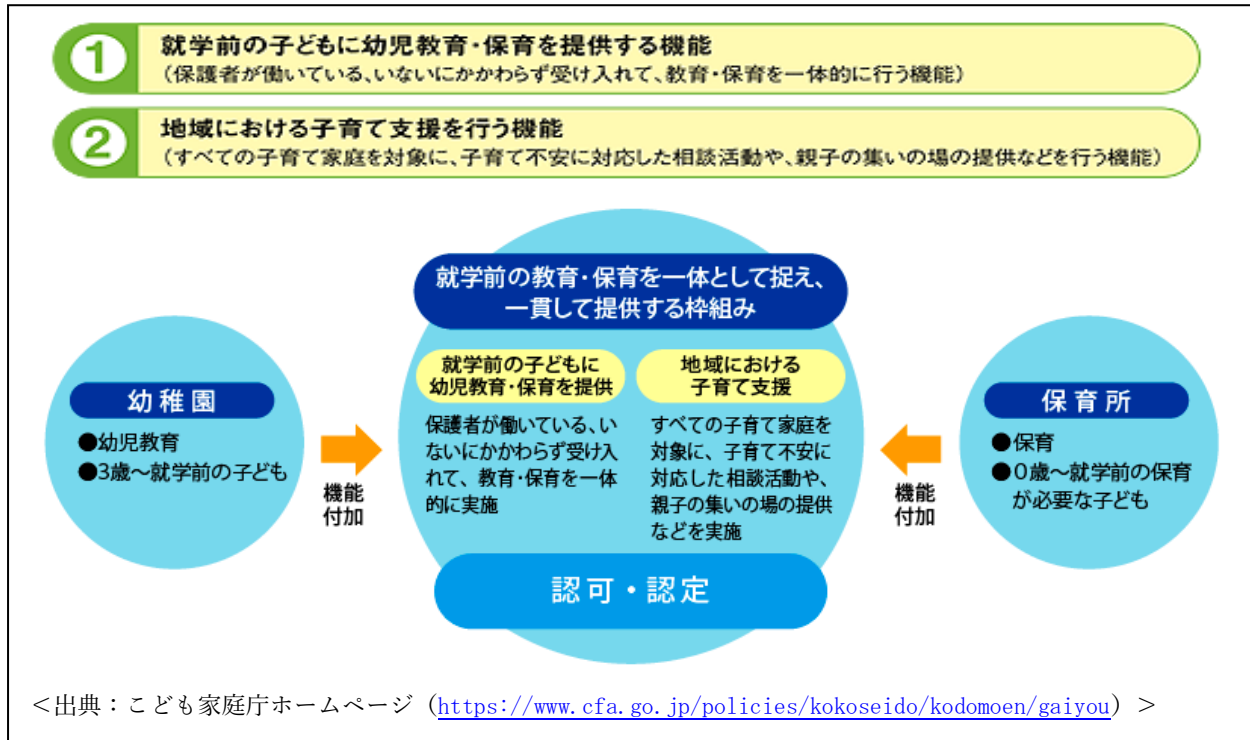 1
就学前の子どもに幼児教育・保育を提供する機能
(保護者が働いている、いないにかかわらず受け入れて、教育・保育を一体的に行う機能)
2
地域における子育て支援を行う機能
(すべての子育て家庭を対象に、子育て不安に対応した相談活動や、親子の集いの場の提供などを行う機能)
幼稚園
●幼児教育
●3歳～就学前の子ども
機能
付加
就学前の教育・保育を一体として捉え、
一貫して提供する枠組み
就学前の子どもに
幼児教育・保育を提供
保護者が働いている、い
ないにかかわらず受け入
れて、教育・保育を一体
的に実施
地域における
子育て支援
すべての子育て家庭を
対象に、子育て不安に
対応した相談活動や、
親子の集いの場の提供
などを実施
認可・認定
機能
付加
保育所
●保育
●０歳～就学前の保育
が必要な子ども
＜出典：こども家庭庁ホームページ（https://www.cfa.go.jp/policies/kokoseido/kodomoen/gaiyou）＞